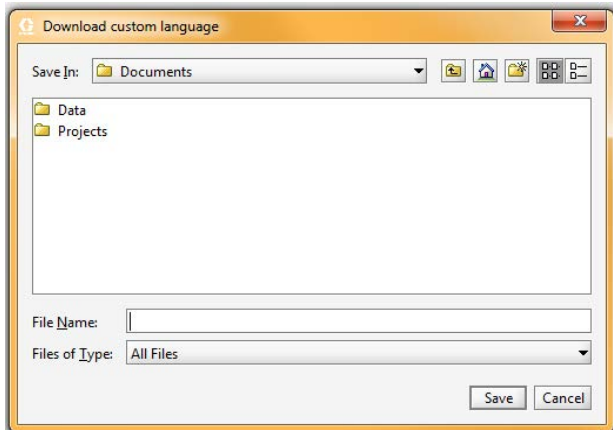 Download custom language
Save In: Documents
Data
Projects
File Name:
Files of Type: All Files
Save Cancel